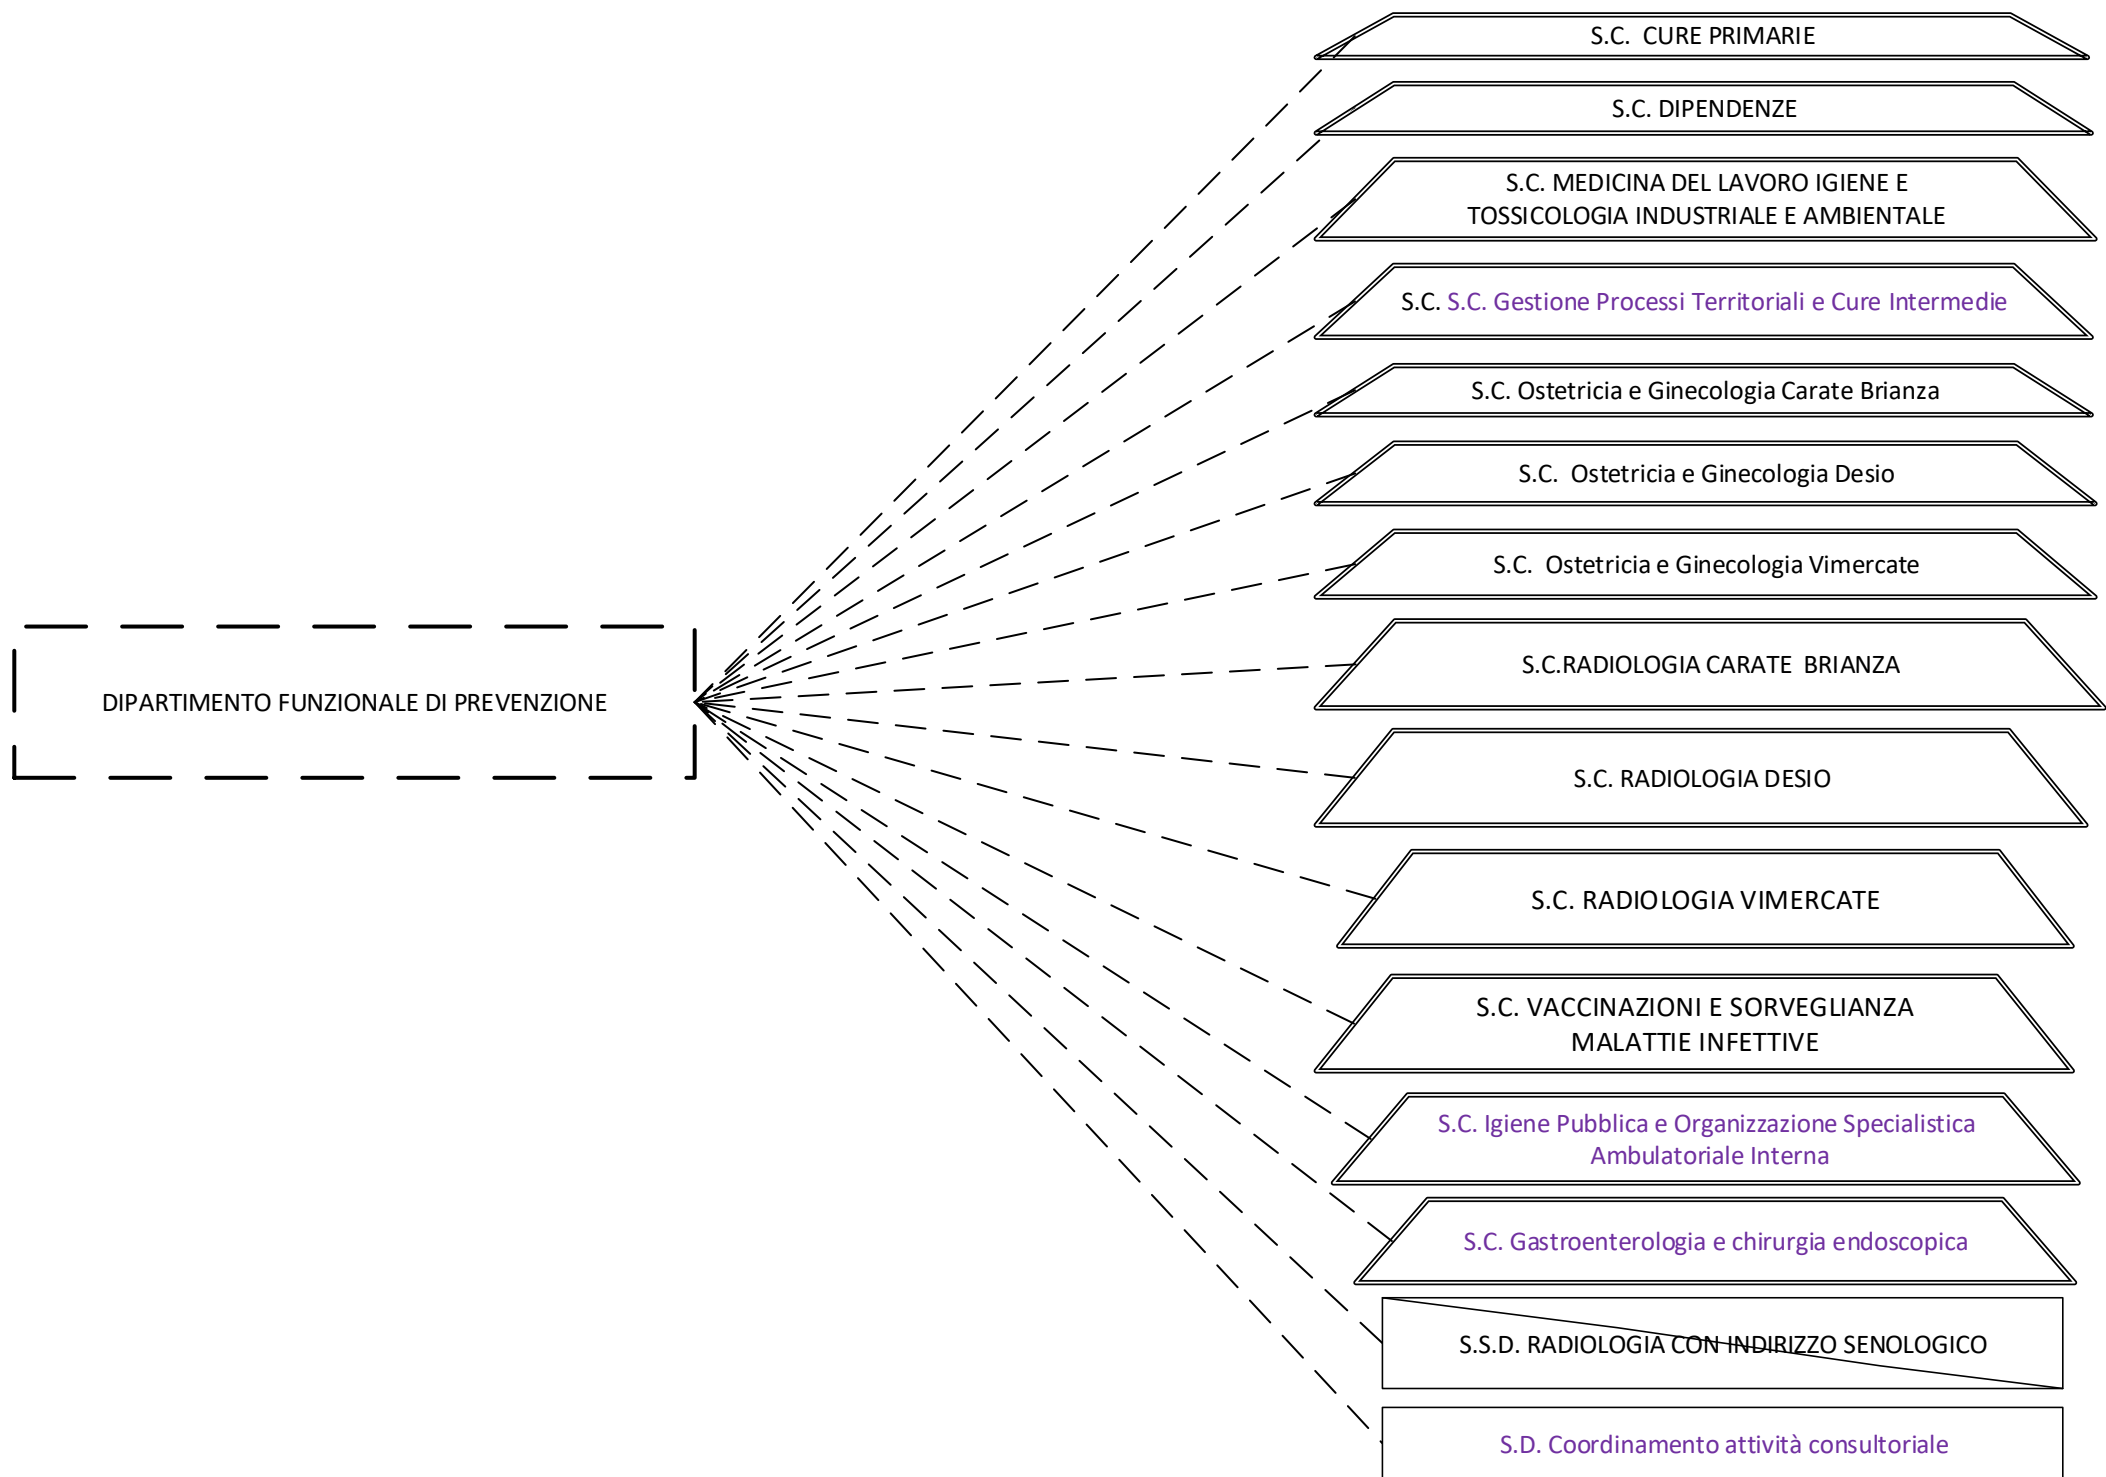 S.C. CURE PRIMARIE
S.C. DIPENDENZE
S.C. MEDICINA DEL LAVORO IGIENE E
TOSSICOLOGIA INDUSTRIALE E AMBIENTALE
S.C. S.C. Gestione Processi Territoriali e Cure Intermedie
S.C. Ostetricia e Ginecologia Carate Brianza
S.C. Ostetricia e Ginecologia Desio
S.C. Ostetricia e Ginecologia Vimercate
S.C.RADIOLOGIA CARATE BRIANZA
DIPARTIMENTO FUNZIONALE DI PREVENZIONE
S.C. RADIOLOGIA DESIO
S.C. RADIOLOGIA VIMERCATE
S.C. VACCINAZIONI E SORVEGLIANZA
MALATTIE INFETTIVE
S.C. Igiene Pubblica e Organizzazione Specialistica
Ambulatoriale Interna
S.C. Gastroenterologia e chirurgia endoscopica
S.S.D. RADIOLOGIA CON INDIRIZZO SENOLOGICO
S.D. Coordinamento attività consultoriale